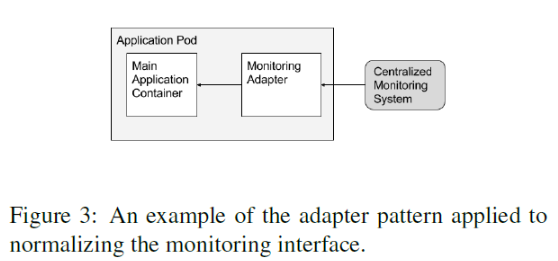 Application Pod
Main
Application
Container
Monitoring
Adapter
Centralized
Monitoring
System
Figure 3: An example of the adapter pattern applied to
normalizing the monitoring interface.